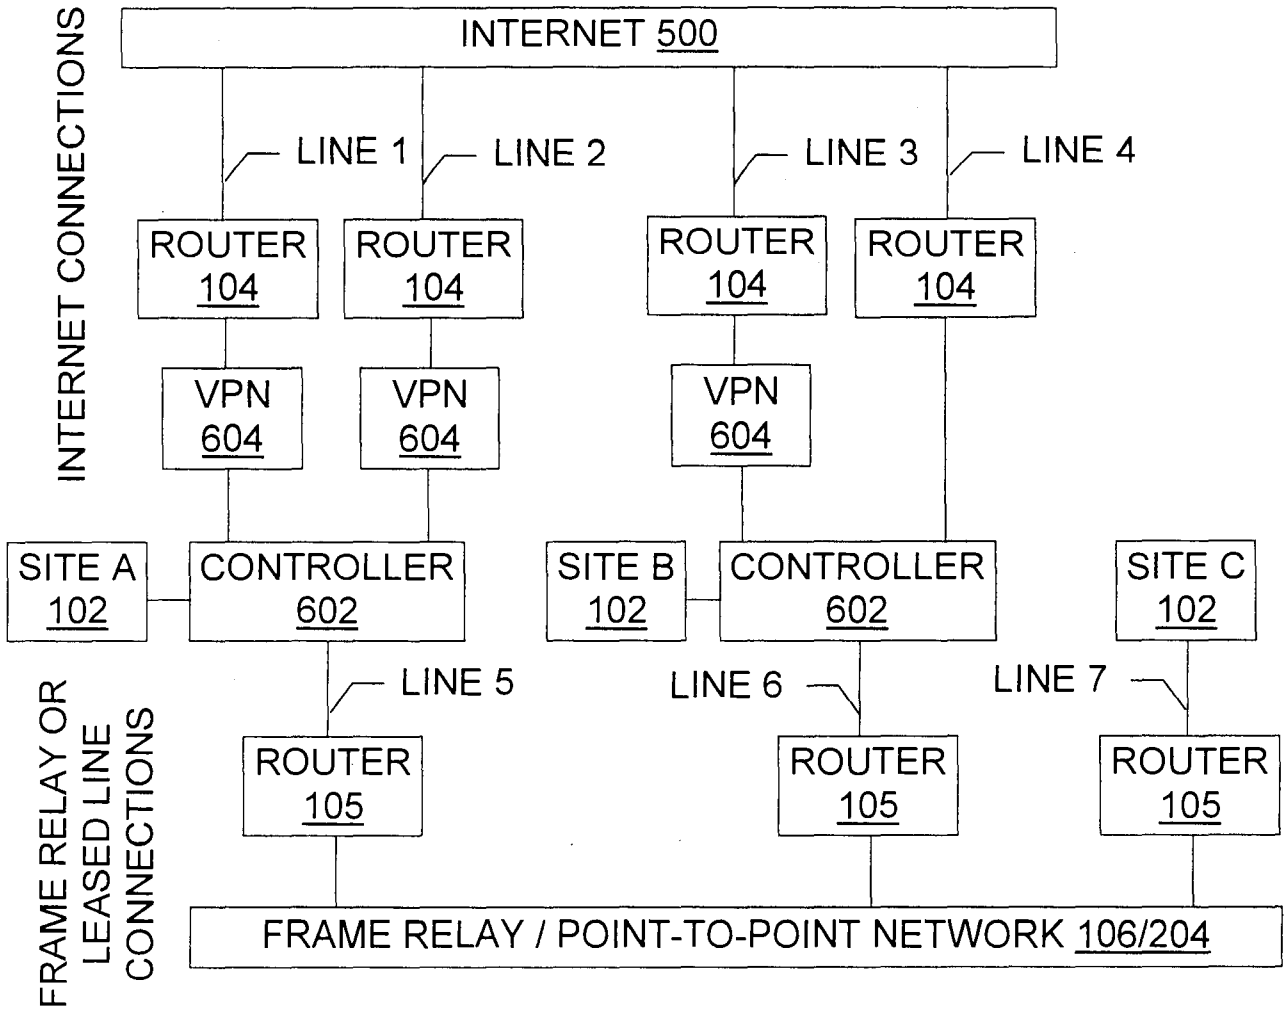 INTERNET CONNECTIONS
INTERNET 500
LINE 1
LINE 2
LINE 3
LINE 4
ROUTER
104
ROUTER
104
ROUTER
104
ROUTER
104
VPN
604
VPN
604
VPN
604
SITE A
102
CONTROLLER
602
SITE B
102
CONTROLLER
602
SITE C
102
LINE 5
LINE 6
LINE 7
FRAME RELAY OR
LEASED LINE
CONNECTIONS
ROUTER
105
ROUTER
105
ROUTER
105
FRAME RELAY / POINT-TO-POINT NETWORK 106/204